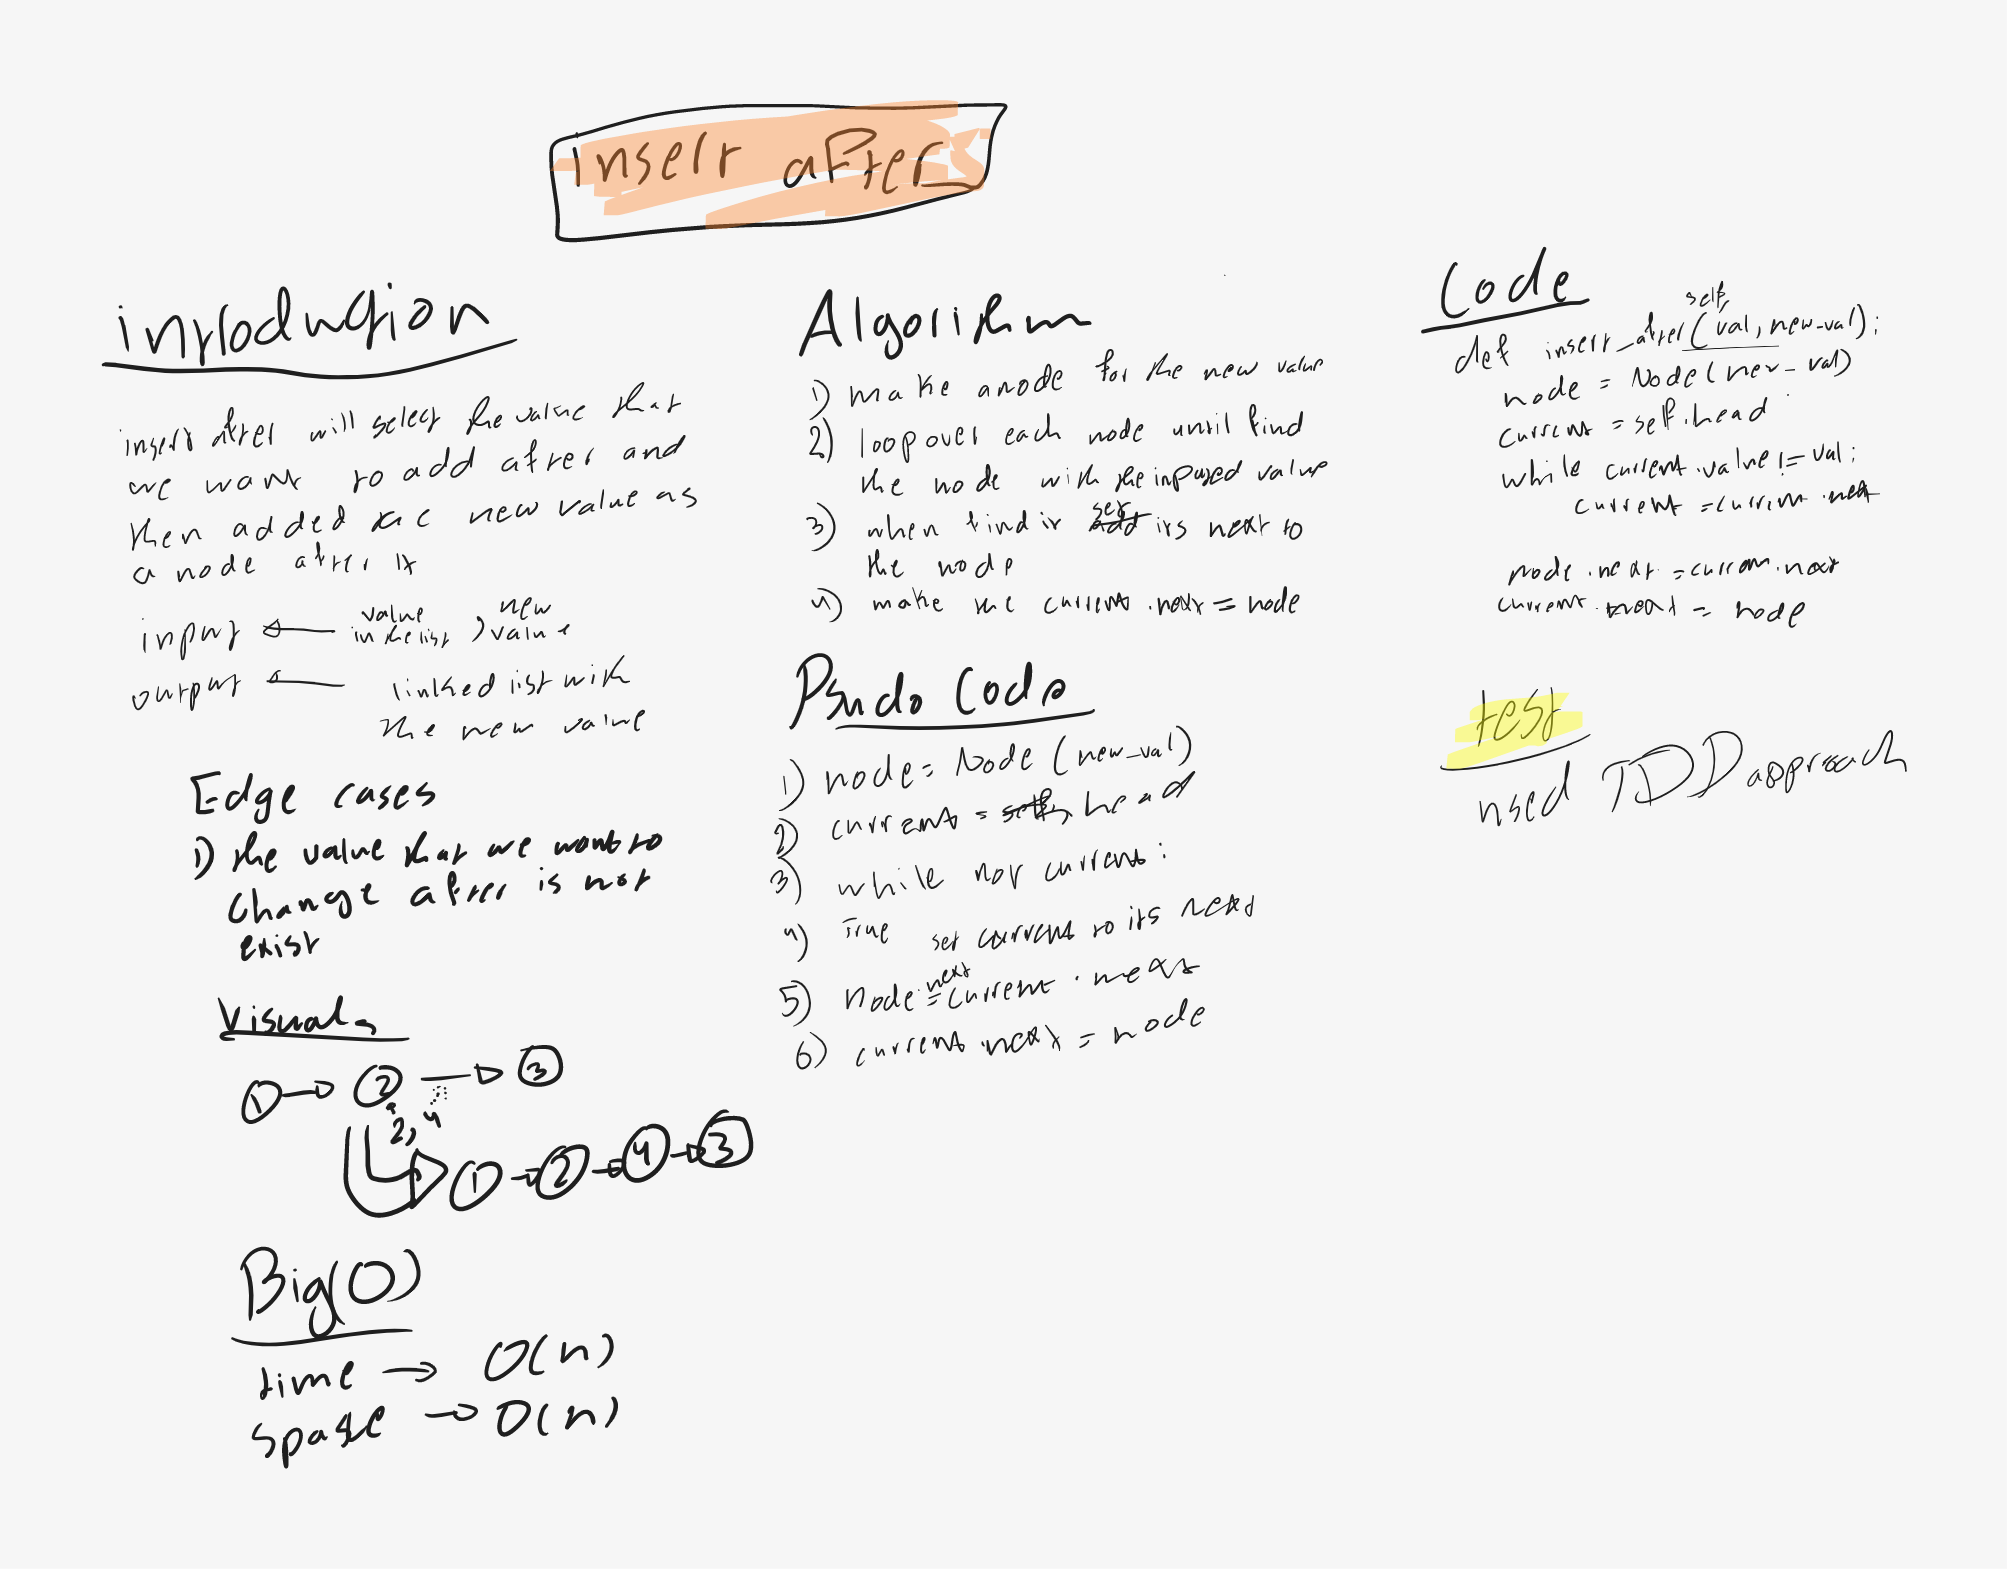 insert after
introduction
insert after will select the value that
we want to add after and
then added the new value as
a node after it
input ← value in the list, new value
output ← linked list with
the new value
Edge cases
1) the value that we want to
change after is not
exist
Visuals
1 → 2 → 3
2, 4
1 → 2 → 4 → 3
Big(O)
time → O(n)
spase → O(n)
Algorithm
1) make a node for the new value
2) loop over each node until find
the node with the inputed value
3) when find it set its next to
the node
4) make the current.next = node
Psudo Code
1) node = Node (new_val)
2) current = head
3) while not current:
4) True set current to its next
5) node.next = current.next
6) current.next = node
Code
def insert_after(self, val, new_val):
node = Node(new_val)
current = self.head
while current.value != val:
current = current.next
node.next = current.next
current.next = node
test
used TDD approach